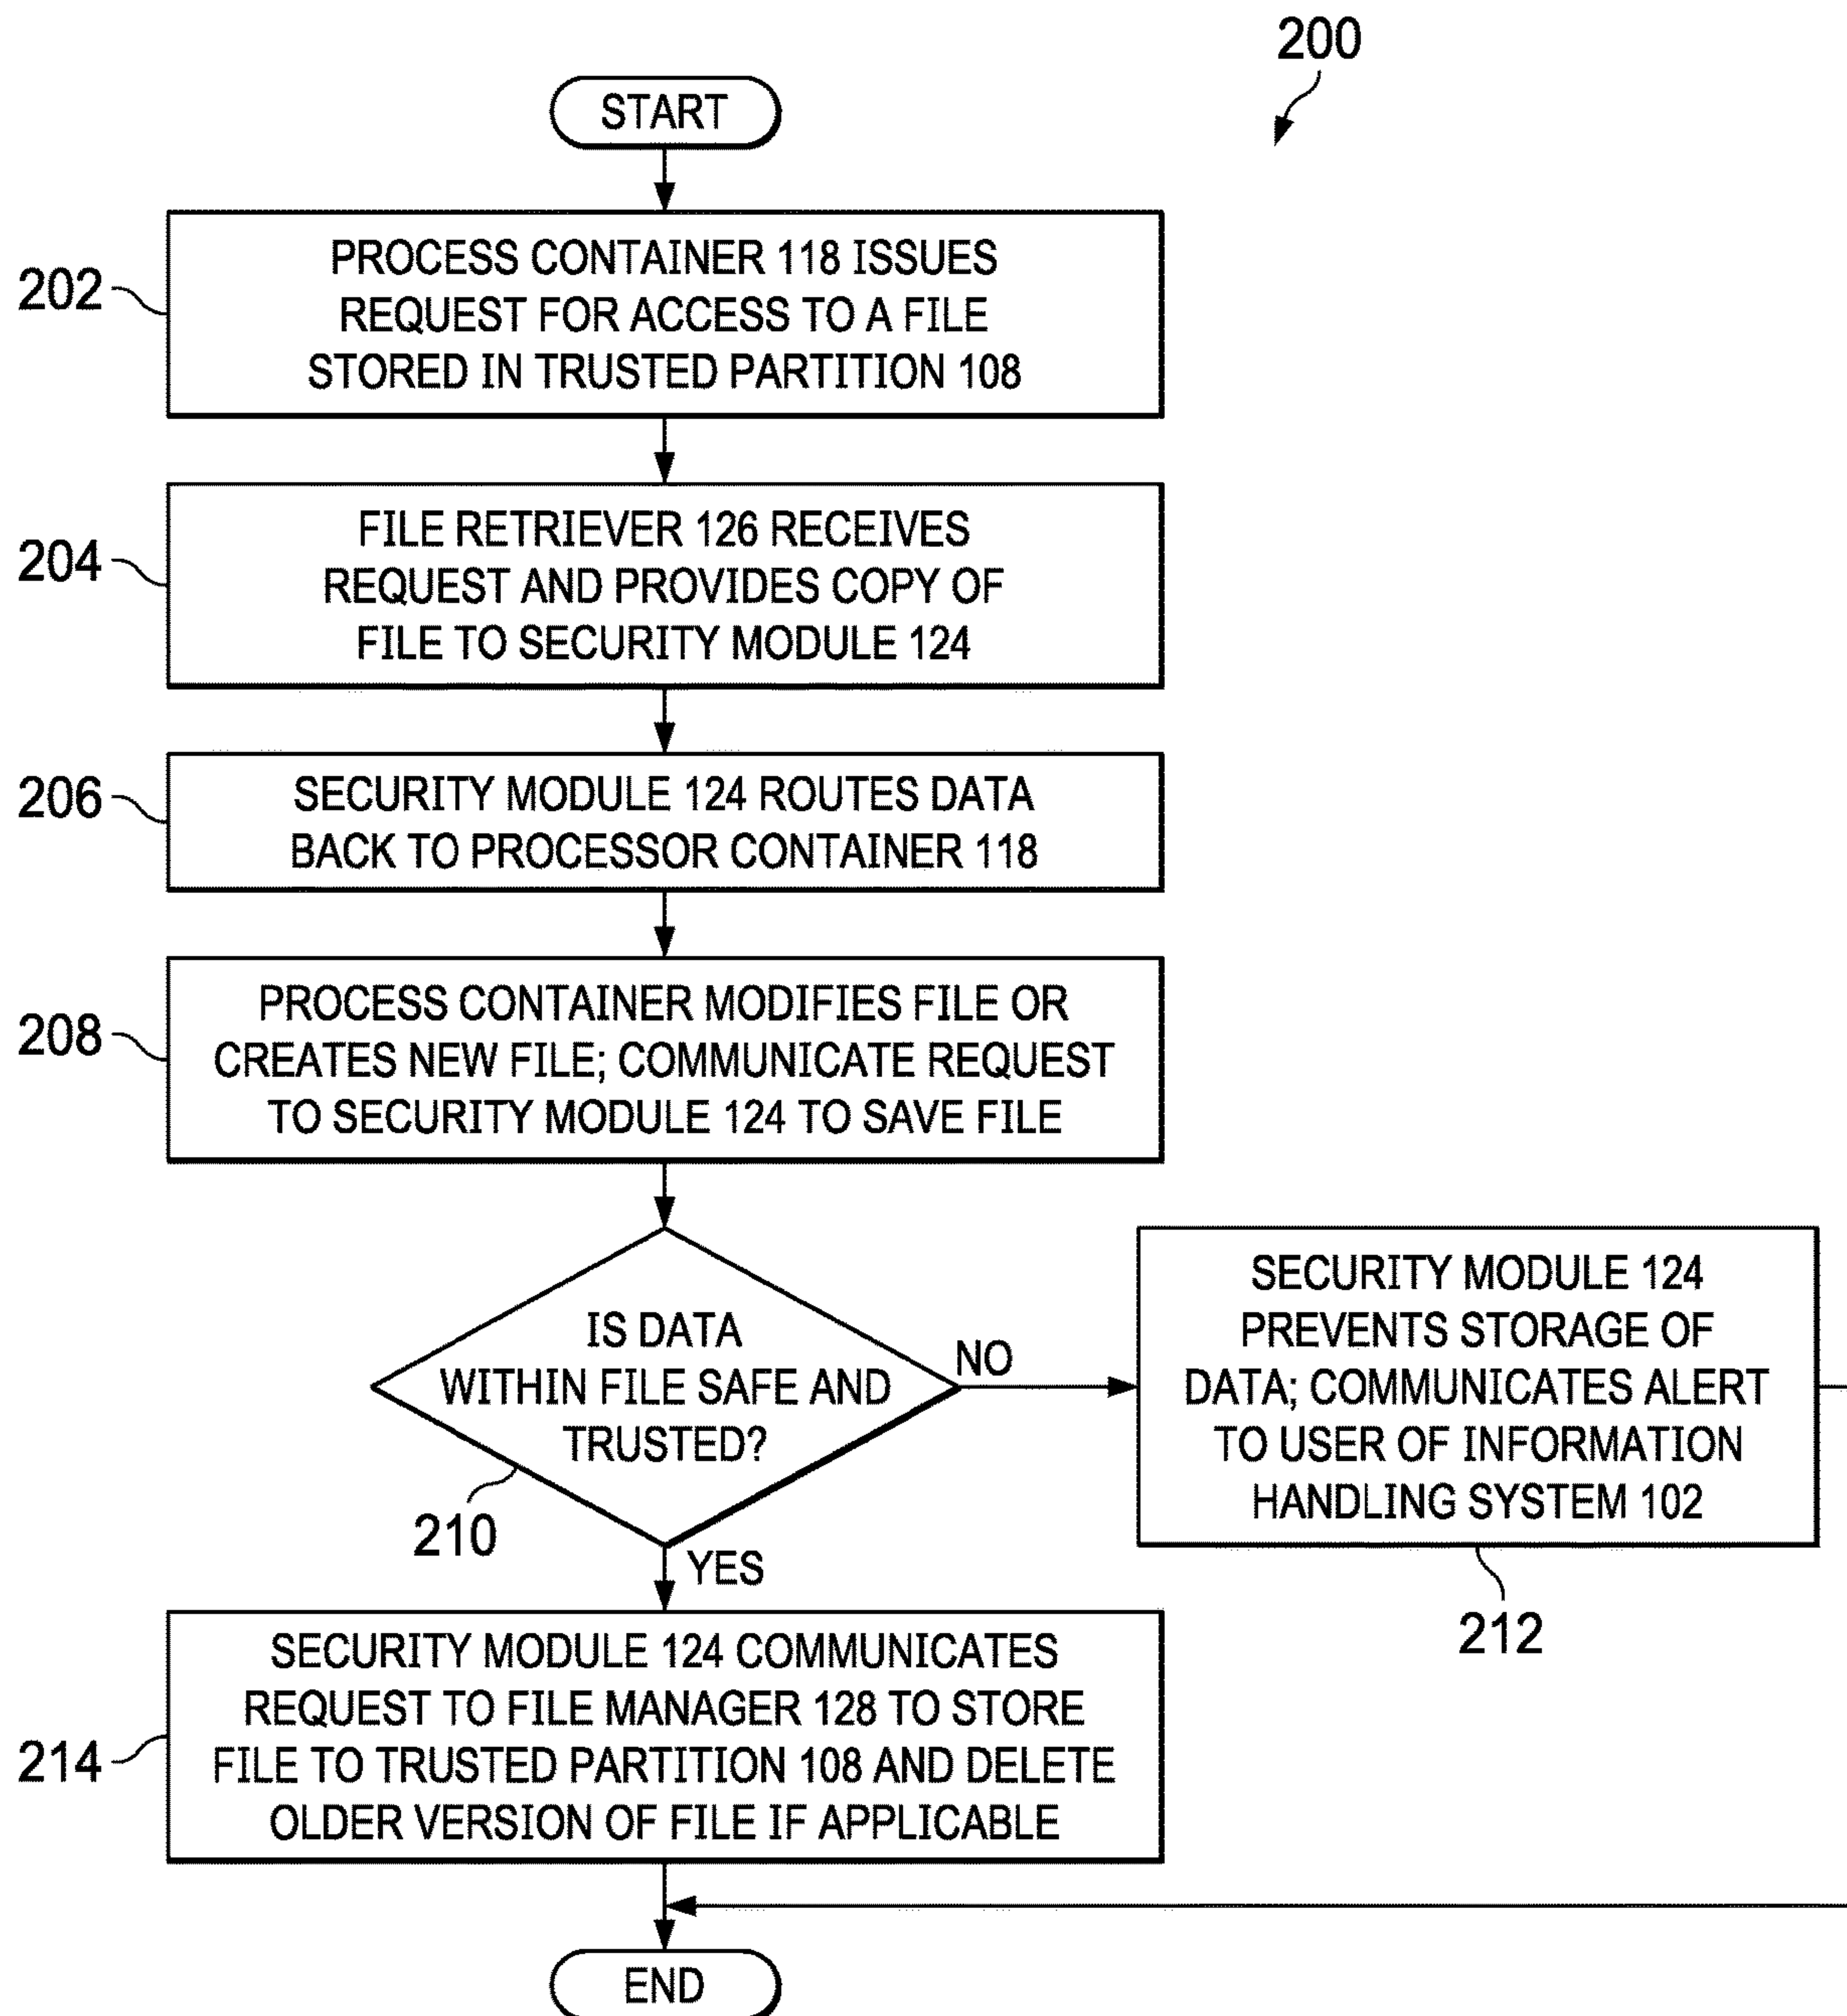 200
START
202
PROCESS CONTAINER 118 ISSUES
REQUEST FOR ACCESS TO A FILE
STORED IN TRUSTED PARTITION 108
204
FILE RETRIEVER 126 RECEIVES
REQUEST AND PROVIDES COPY OF
FILE TO SECURITY MODULE 124
206
SECURITY MODULE 124 ROUTES DATA
BACK TO PROCESSOR CONTAINER 118
208
PROCESS CONTAINER MODIFIES FILE OR
CREATES NEW FILE; COMMUNICATE REQUEST
TO SECURITY MODULE 124 TO SAVE FILE
IS DATA
WITHIN FILE SAFE AND
TRUSTED?
210
NO
SECURITY MODULE 124
PREVENTS STORAGE OF
DATA; COMMUNICATES ALERT
TO USER OF INFORMATION
HANDLING SYSTEM 102
212
YES
214
SECURITY MODULE 124 COMMUNICATES
REQUEST TO FILE MANAGER 128 TO STORE
FILE TO TRUSTED PARTITION 108 AND DELETE
OLDER VERSION OF FILE IF APPLICABLE
END